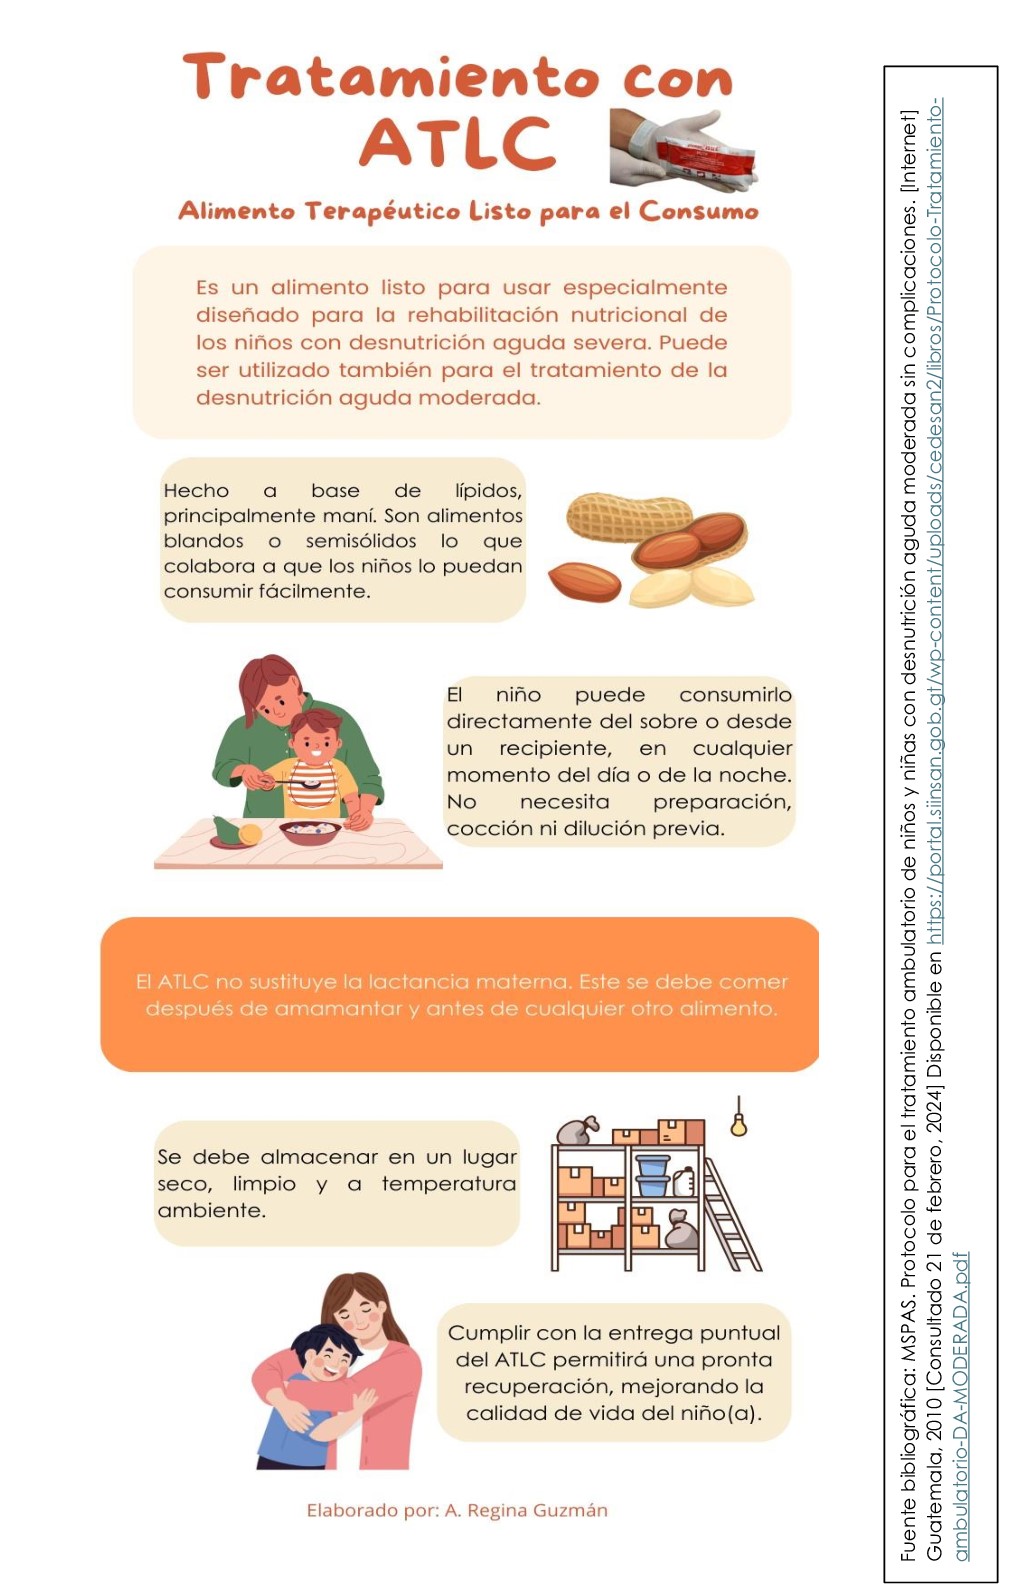 Tratamiento con
ATLC
Alimento Terapéutico Listo para el Consumo
Es un alimento listo para usar especialmente
diseñado para la rehabilitación nutricional de
los niños con desnutrición aguda severa. Puede
ser utilizado también para el tratamiento de la
desnutrición aguda moderada.
Hecho a base de lípidos,
principalmente maní. Son alimentos
blandos o semisólidos lo que
colabora a que los niños lo puedan
consumir fácilmente.
El niño puede consumirlo
directamente del sobre o desde
un recipiente, en cualquier
momento del día o de la noche.
No necesita preparación,
cocción ni dilución previa.
El ATLC no sustituye la lactancia materna. Este se debe comer
después de amamantar y antes de cualquier otro alimento.
Se debe almacenar en un lugar
seco, limpio y a temperatura
ambiente.
Cumplir con la entrega puntual
del ATLC permitirá una pronta
recuperación, mejorando la
calidad de vida del niño(a).
Elaborado por: A. Regina Guzmán
Fuente bibliográfica: MSPAS. Protocolo para el tratamiento ambulatorio de niños y niñas con desnutrición aguda moderada sin complicaciones. [Internet]
Guatemala, 2010 [Consultado 21 de febrero, 2024] Disponible en https://portal.siinsan.gob.gt/wp-content/uploads/cedesan2/libros/Protocolo-Tratamiento-
ambulatorio-DA-MODERADA.pdf